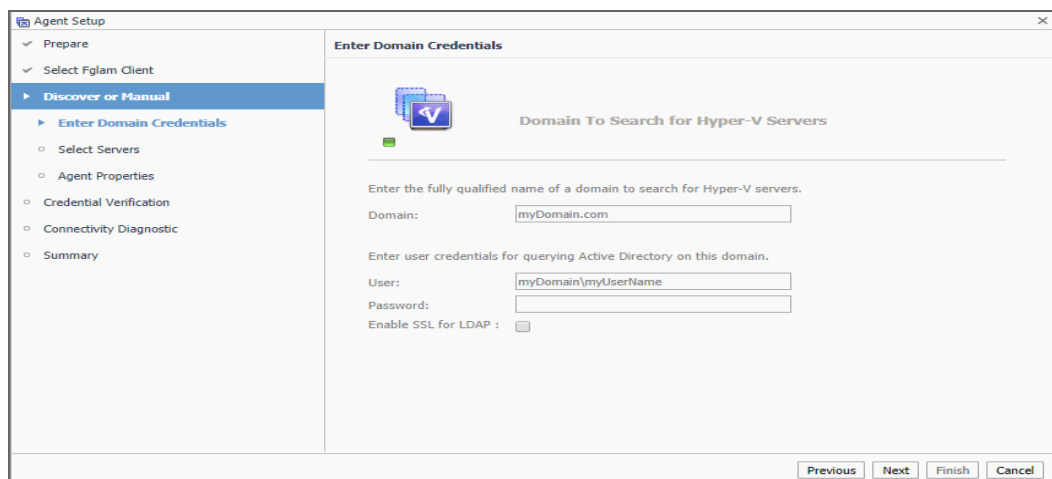 Agent Setup
Prepare
Select Fglam Client
Discover or Manual
Enter Domain Credentials
Select Servers
Agent Properties
Credential Verification
Connectivity Diagnostic
Summary
Enter Domain Credentials
Domain To Search for Hyper-V Servers
Enter the fully qualified name of a domain to search for Hyper-V servers.
Domain: myDomain.com
Enter user credentials for querying Active Directory on this domain.
User: myDomain\myUserName
Password:
Enable SSL for LDAP :
Previous Next Finish Cancel